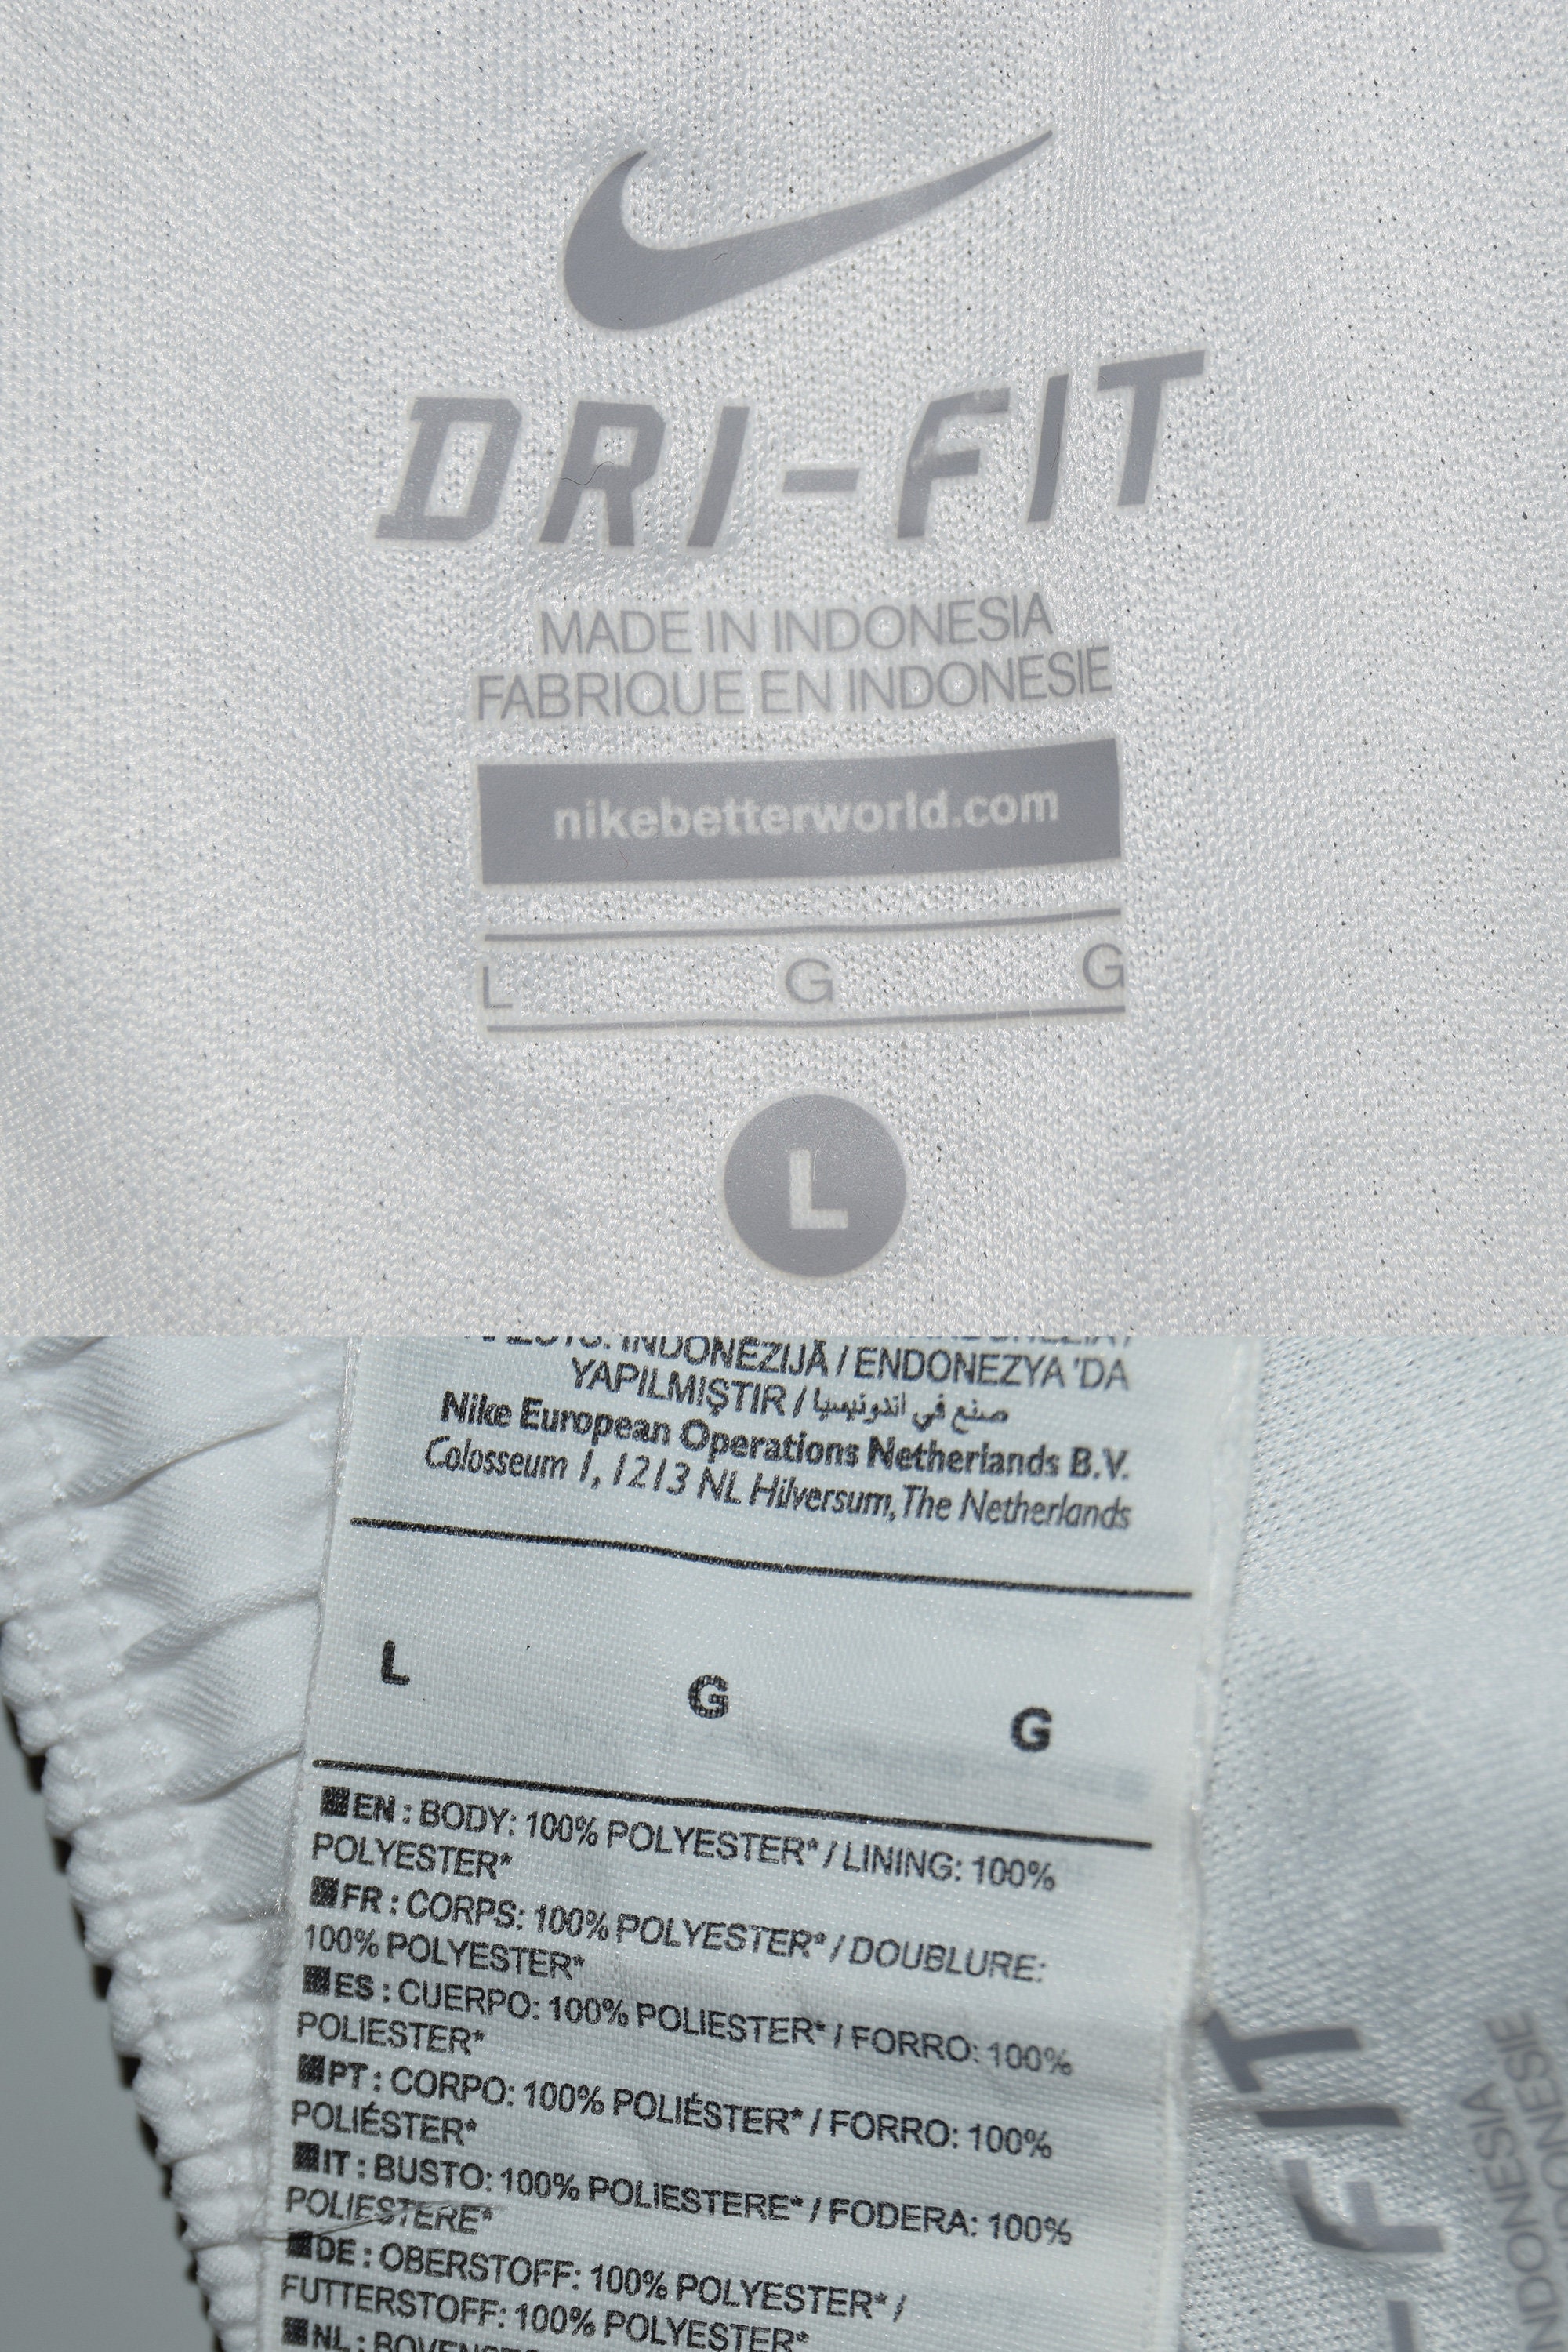 DRI-FIT
MADE IN INDONESIA
FABRIQUE EN INDONESIE
nikebetterworld.com
L G G
L
INDONĒZIJĀ / ENDONEZYA 'DA
YAPILMIŞTIR / صنع في اندونيسيا
Nike European Operations Netherlands B.V.
Colosseum 1, 1213 NL Hilversum, The Netherlands
L G G
EN : BODY: 100% POLYESTER* / LINING: 100%
POLYESTER*
FR : CORPS: 100% POLYESTER* / DOUBLURE:
100% POLYESTER*
ES : CUERPO: 100% POLIESTER* / FORRO: 100%
POLIESTER*
PT : CORPO: 100% POLIÉSTER* / FORRO: 100%
POLIÉSTER*
IT : BUSTO: 100% POLIESTERE* / FODERA: 100%
POLIESTERE*
DE : OBERSTOFF: 100% POLYESTER* /
FUTTERSTOFF: 100% POLYESTER*
NL :
-FIT